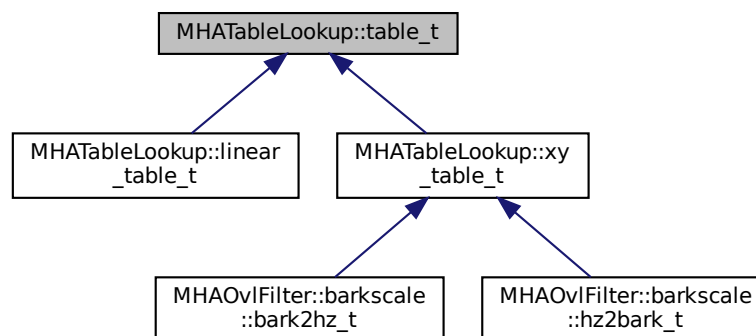 MHATableLookup::table_t
MHATableLookup::linear
_table_t
MHATableLookup::xy
_table_t
MHAOvlFilter::barkscale
::bark2hz_t
MHAOvlFilter::barkscale
::hz2bark_t